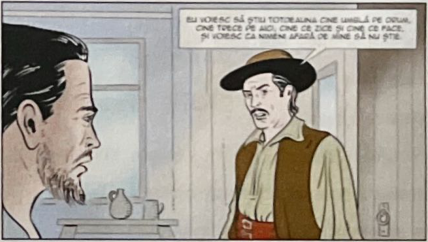 EU VOIESC SĂ ȘTIU TOTDEAUNA CINE UMBLĂ PE DRUM,
CINE TRECE PE AICI, CINE CE ZICE ȘI CINE CE FACE,
ȘI VOIESC CA NIMENI AFARĂ DE MINE SĂ NU ȘTIE.